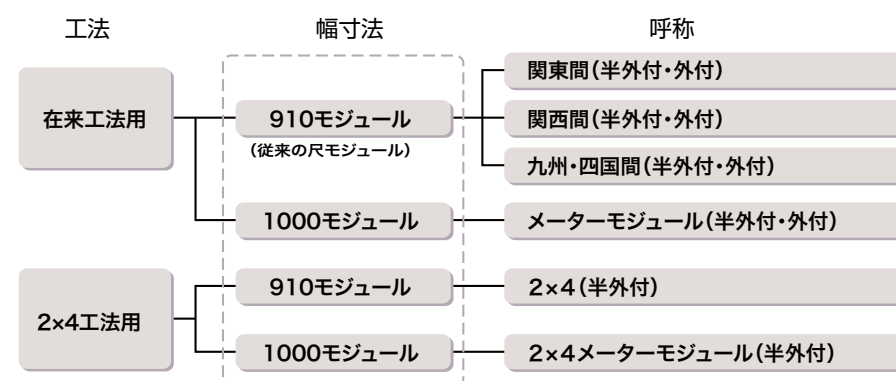 工法 幅寸法 呼称
在来工法用
910モジュール
（従来の尺モジュール）
関東間（半外付・外付）
関西間（半外付・外付）
九州・四国間（半外付・外付）
1000モジュール
メーターモジュール（半外付・外付）
2×4工法用
910モジュール
2×4（半外付）
1000モジュール
2×4メーターモジュール（半外付）